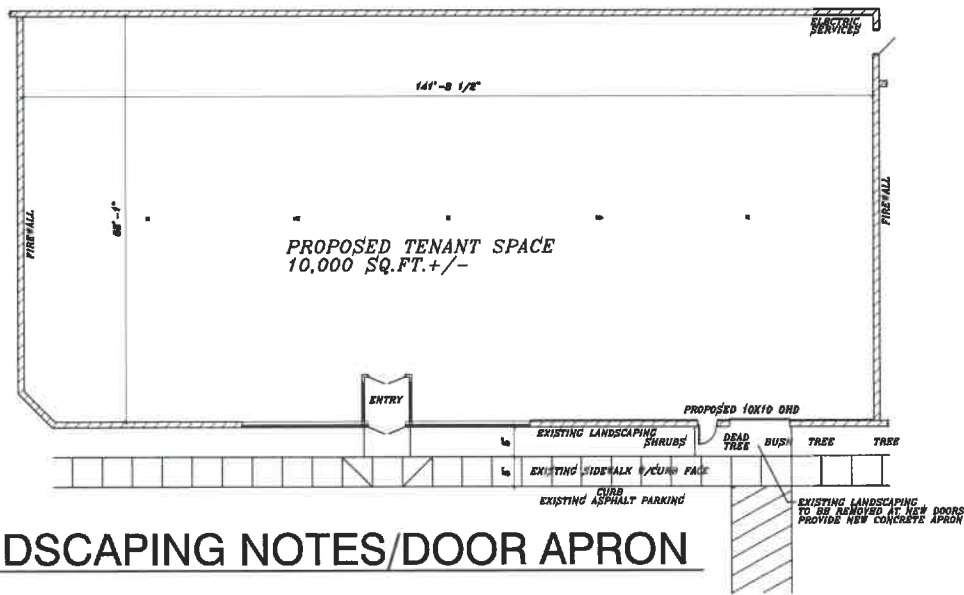 ELECTRIC
SERVICES
141'-8 1/2"
FIREWALL
FIREWALL
PROPOSED TENANT SPACE
10,000 SQ.FT.+/-
ENTRY
PROPOSED 10X10 OHD
EXISTING LANDSCAPING
SHRUBS
DEAD
TREE
BUSH
TREE
TREE
EXISTING SIDEWALK W/CURB FACE
CURB
EXISTING ASPHALT PARKING
EXISTING LANDSCAPING
TO BE REMOVED AT NEW DOORS
PROVIDE NEW CONCRETE APRON
DSCAPING NOTES/DOOR APRON